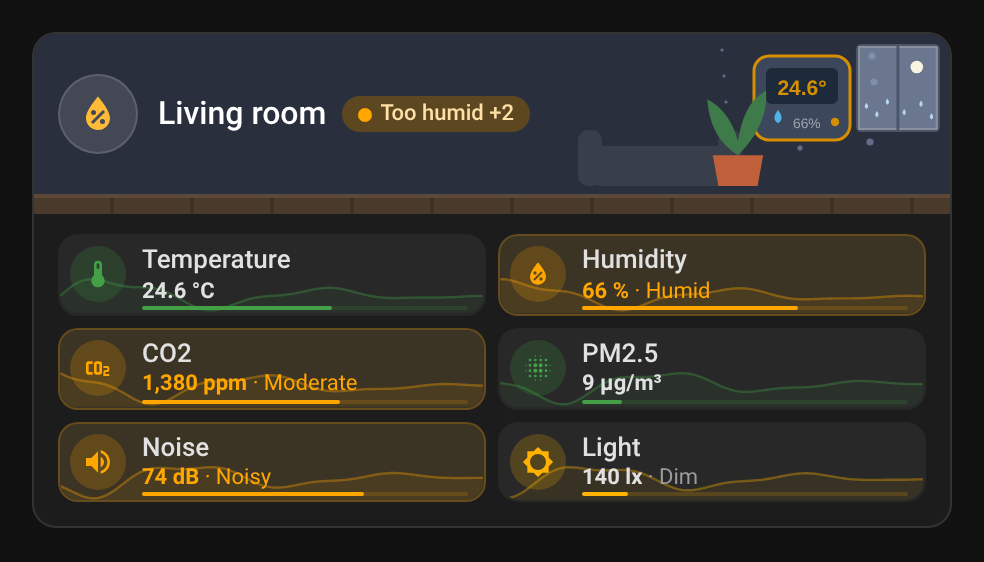 Living room
Too humid +2
24.6°
66%
Temperature
24.6 °C
Humidity
66 % · Humid
CO2
CO₂
1,380 ppm · Moderate
PM2.5
9 µg/m³
Noise
74 dB · Noisy
Light
140 lx · Dim